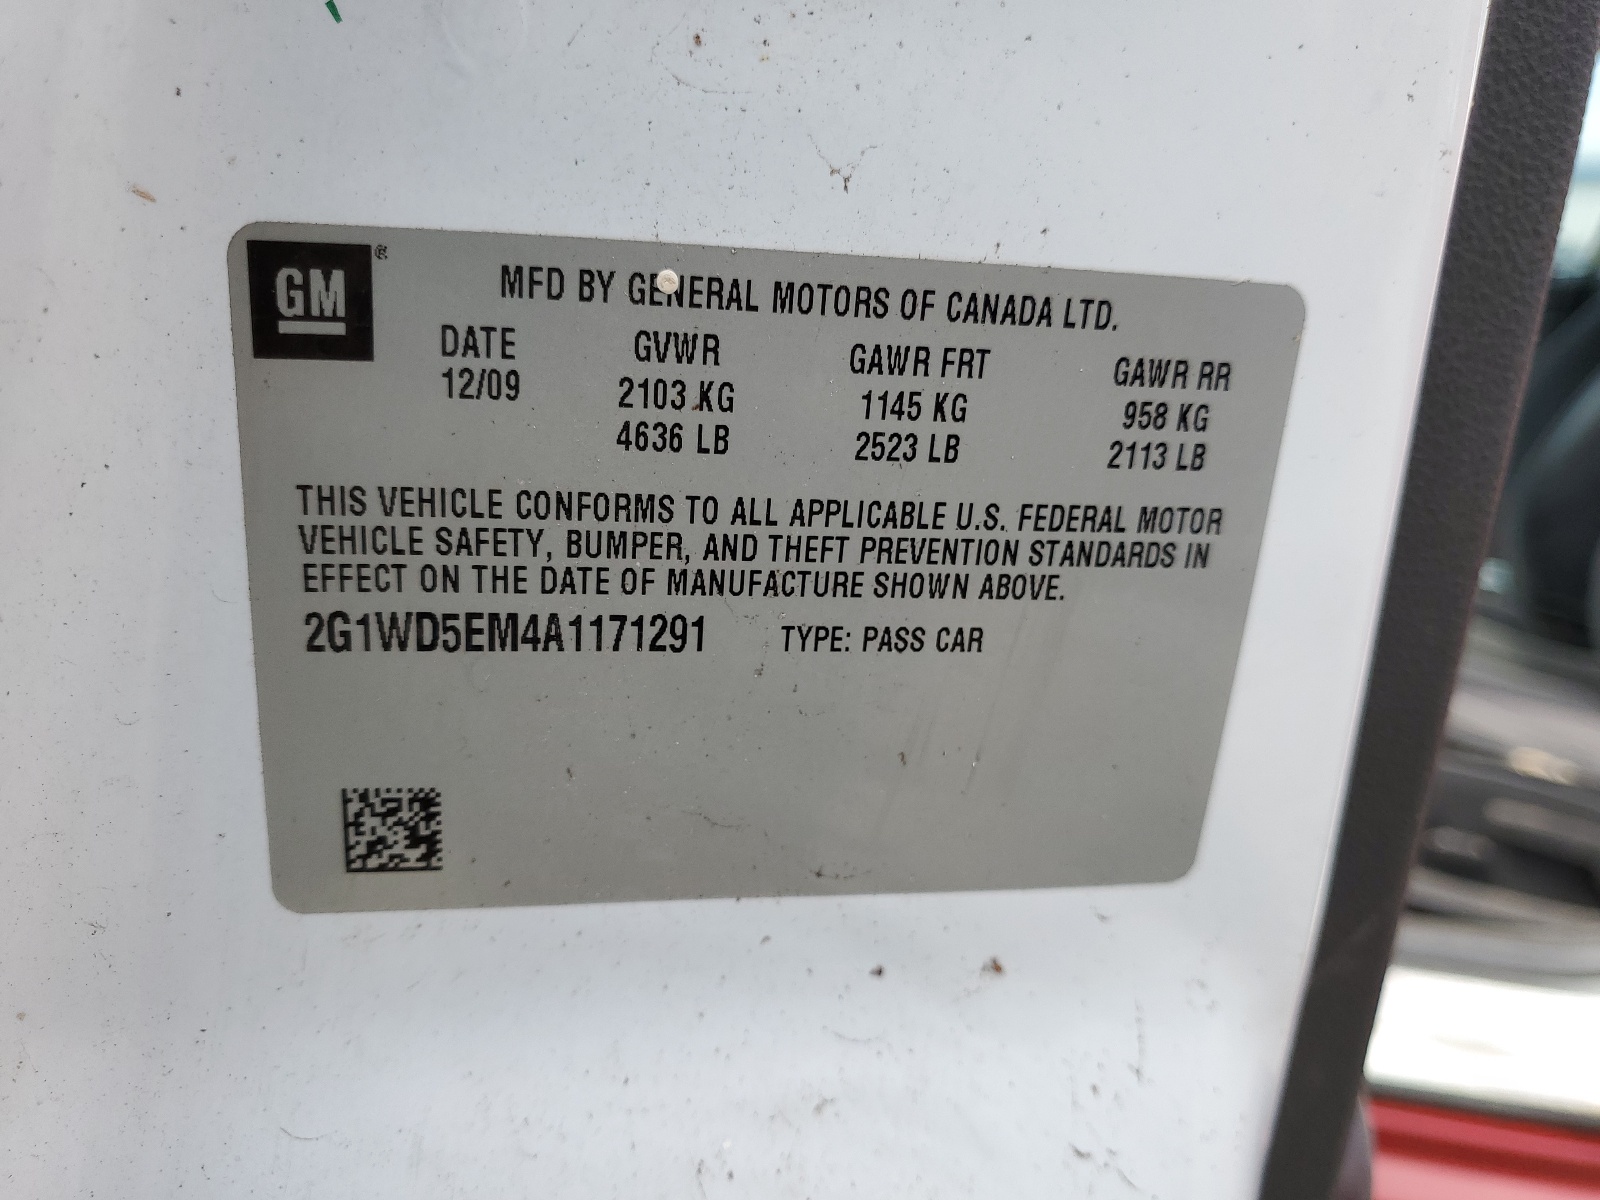 GM ®
MFD BY GENERAL MOTORS OF CANADA LTD.
DATE GVWR GAWR FRT GAWR RR
12/09 2103 KG 1145 KG 958 KG
4636 LB 2523 LB 2113 LB
THIS VEHICLE CONFORMS TO ALL APPLICABLE U.S. FEDERAL MOTOR
VEHICLE SAFETY, BUMPER, AND THEFT PREVENTION STANDARDS IN
EFFECT ON THE DATE OF MANUFACTURE SHOWN ABOVE.
2G1WD5EM4A1171291 TYPE: PASS CAR